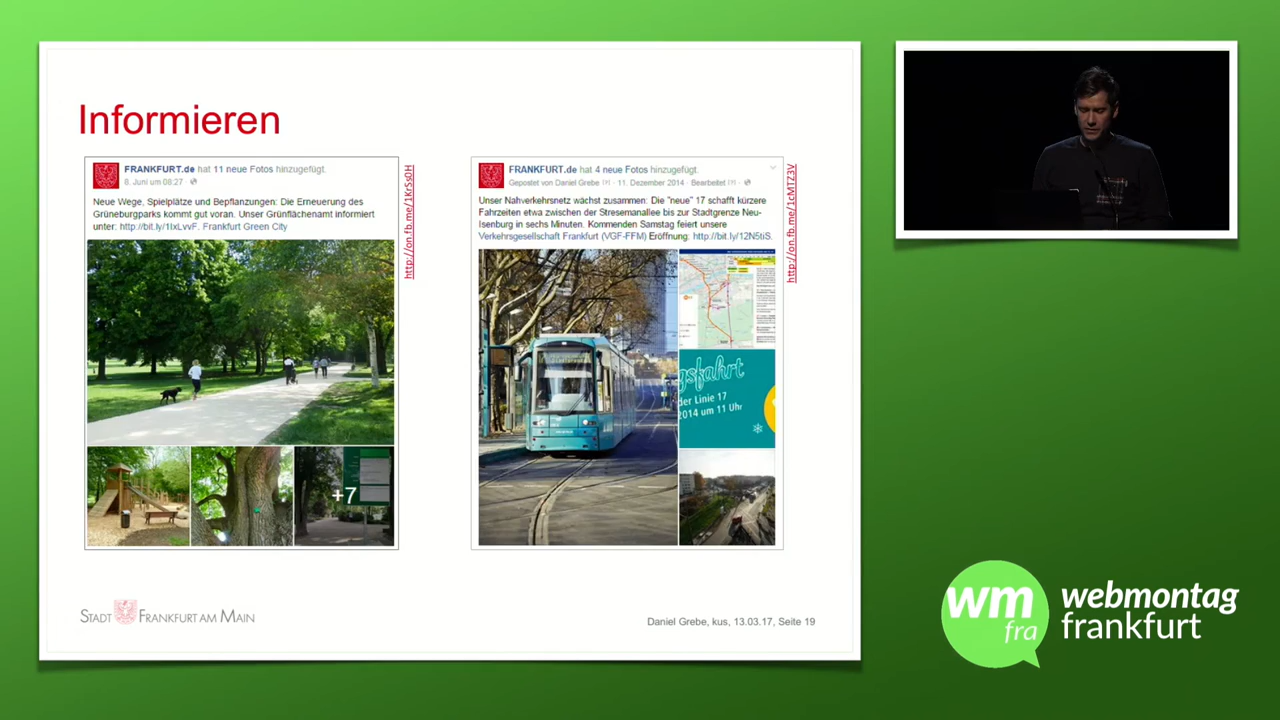 Informieren
FRANKFURT.de hat 11 neue Fotos hinzugefügt.
8. Juni um 08:27
Neue Wege, Spielplätze und Bepflanzungen: Die Erneuerung des
Grüneburgparks kommt gut voran. Unser Grünflächenamt informiert
unter: http://bit.ly/1IxLvvF. Frankfurt Green City
+7
http://on.fb.me/1KrSs0H
FRANKFURT.de hat 4 neue Fotos hinzugefügt.
Gepostet von Daniel Grebe [?] · 11. Dezember 2014 · Bearbeitet [?] ·
Unser Nahverkehrsnetz wächst zusammen: Die "neue" 17 schafft kürzere
Fahrzeiten etwa zwischen der Stresemannallee bis zur Stadtgrenze Neu-
Isenburg in sechs Minuten. Kommenden Samstag feiert unsere
Verkehrsgesellschaft Frankfurt (VGF-FFM) Eröffnung: http://bit.ly/12N5tiS.
gsfahrt
der Linie 17
2014 um 11 Uhr
http://on.fb.me/1cMTZ3V
STADT FRANKFURT AM MAIN
Daniel Grebe, kus, 13.03.17, Seite 19
wm
fra
webmontag
frankfurt